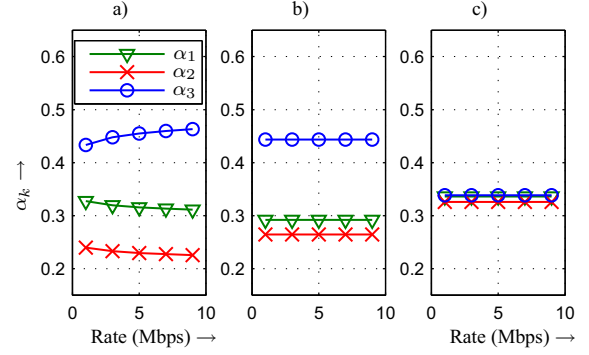 a) b) c)
0.6 0.6 0.6
α1
α2
α3
0.5 0.5 0.5
0.4 0.4 0.4
0.3 0.3 0.3
0.2 0.2 0.2
αk →
0 5 10 0 5 10 0 5 10
Rate (Mbps) → Rate (Mbps) → Rate (Mbps) →